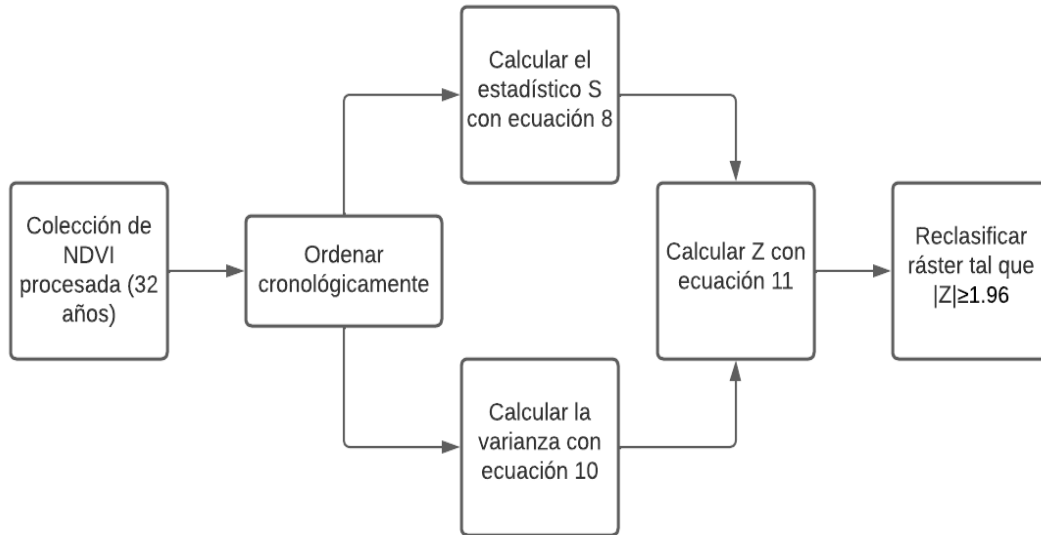 Colección de
NDVI
procesada (32
años)
Ordenar
cronológicamente
Calcular el
estadístico S
con ecuación 8
Calcular la
varianza con
ecuación 10
Calcular Z con
ecuación 11
Reclasificar
ráster tal que
|Z|≥1.96